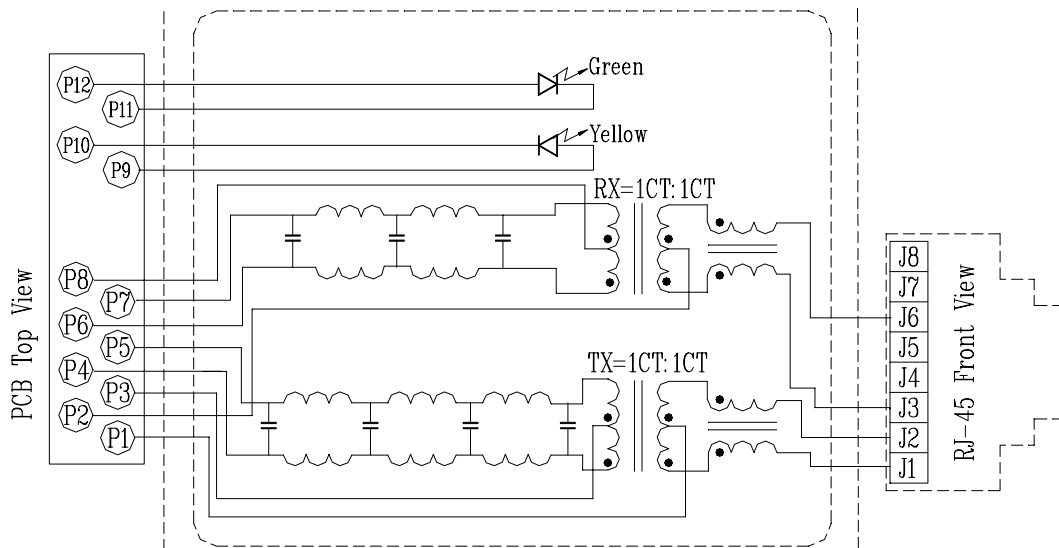 PCB Top View
P12
P11
P10
P9
P8
P7
P6
P5
P4
P3
P2
P1
Green
Yellow
RX=1CT:1CT
TX=1CT:1CT
J8
J7
J6
J5
J4
J3
J2
J1
RJ-45 Front View